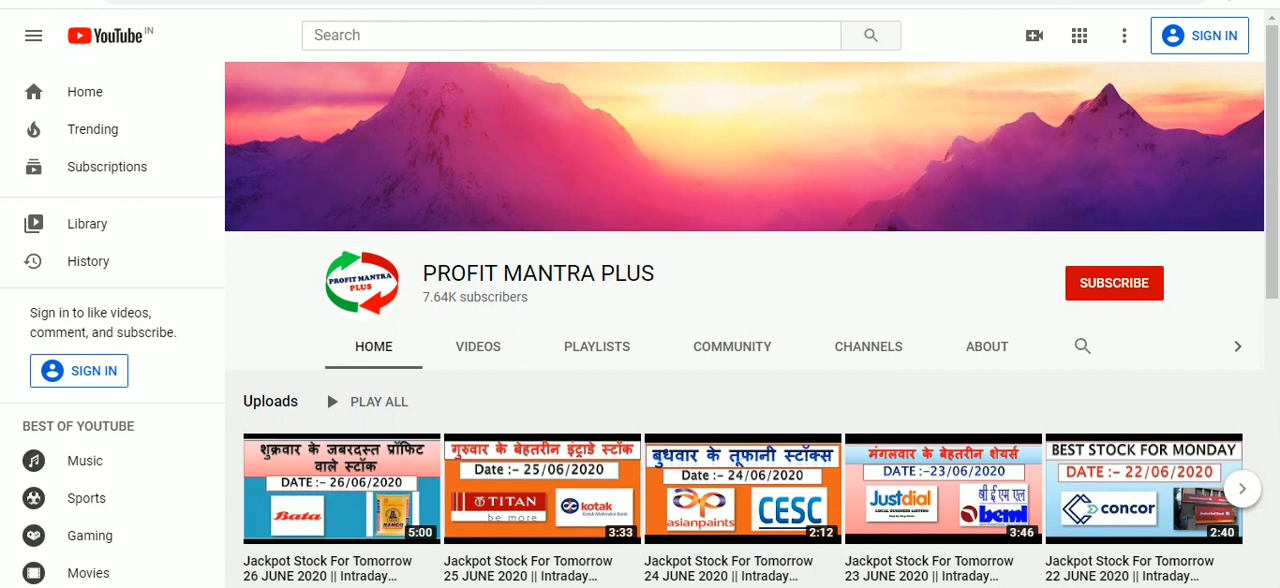 YouTube IN
Search
SIGN IN
Home
Trending
Subscriptions
Library
History
Sign in to like videos,
comment, and subscribe.
SIGN IN
BEST OF YOUTUBE
Music
Sports
Gaming
Movies
PROFIT MANTRA
PLUS
PROFIT MANTRA PLUS
7.64K subscribers
SUBSCRIBE
HOME
VIDEOS
PLAYLISTS
COMMUNITY
CHANNELS
ABOUT
Uploads
PLAY ALL
शुक्रवार के जबरदस्त प्रॉफिट
वाले स्टॉक
DATE :- 26/06/2020
Bata
5:00
Jackpot Stock For Tomorrow
26 JUNE 2020 || Intraday...
गुरुवार के बेहतरीन इंट्राडे स्टॉक
Date :- 25/06/2020
TITAN
be more
kotak
Kotak Mahindra Bank
3:33
Jackpot Stock For Tomorrow
25 JUNE 2020 || Intraday...
बुधवार के तूफानी स्टॉक्स
Date :- 24/06/2020
asianpaints
CESC
2:12
Jackpot Stock For Tomorrow
24 JUNE 2020 || Intraday...
मंगलवार के बेहतरीन शेयर्स
DATE :-23/06/2020
Justdial
बी ई एम एल
beml
3:46
Jackpot Stock For Tomorrow
23 JUNE 2020 || Intraday...
BEST STOCK FOR MONDAY
DATE :- 22/06/2020
concor
2:40
Jackpot Stock For Tomorrow
22 JUNE 2020 || Intraday...